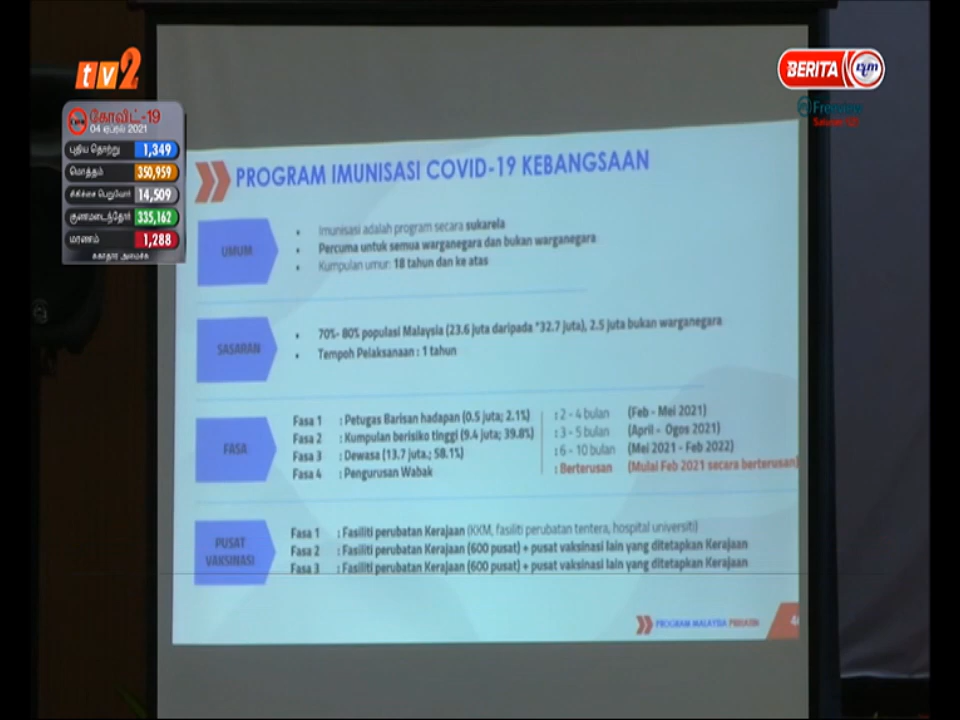 tv2
BERITA rtm
கோவிட்-19
04 ஏப்ரல் 2021
புதிய தொற்று 1,349
மொத்தம் 350,959
சிகிச்சை பெறுவோர் 14,509
குணமடைந்தோர் 335,162
மரணம் 1,288
சுகாதார அமைச்சு
PROGRAM IMUNISASI COVID-19 KEBANGSAAN
UMUM
• Imunisasi adalah program secara sukarela
• Percuma untuk semua warganegara dan bukan warganegara
• Kumpulan umur: 18 tahun dan ke atas
SASARAN
• 70%- 80% populasi Malaysia (23.6 juta daripada *32.7 juta), 2.5 juta bukan warganegara
• Tempoh Pelaksanaan : 1 tahun
FASA
Fasa 1 : Petugas Barisan hadapan (0.5 juta; 2.1%) : 2 - 4 bulan (Feb - Mei 2021)
Fasa 2 : Kumpulan berisiko tinggi (9.4 juta; 39.8%) : 3 - 5 bulan (April - Ogos 2021)
Fasa 3 : Dewasa (13.7 juta.; 58.1%) : 6 - 10 bulan (Mei 2021 - Feb 2022)
Fasa 4 : Pengurusan Wabak : Berterusan (Mulai Feb 2021 secara berterusan)
PUSAT
VAKSINASI
Fasa 1 : Fasiliti perubatan Kerajaan (KKM, fasiliti perubatan tentera, hospital universiti)
Fasa 2 : Fasiliti perubatan Kerajaan (600 pusat) + pusat vaksinasi lain yang ditetapkan Kerajaan
Fasa 3 : Fasiliti perubatan Kerajaan (600 pusat) + pusat vaksinasi lain yang ditetapkan Kerajaan
PROGRAM MALAYSIA PRIHATIN